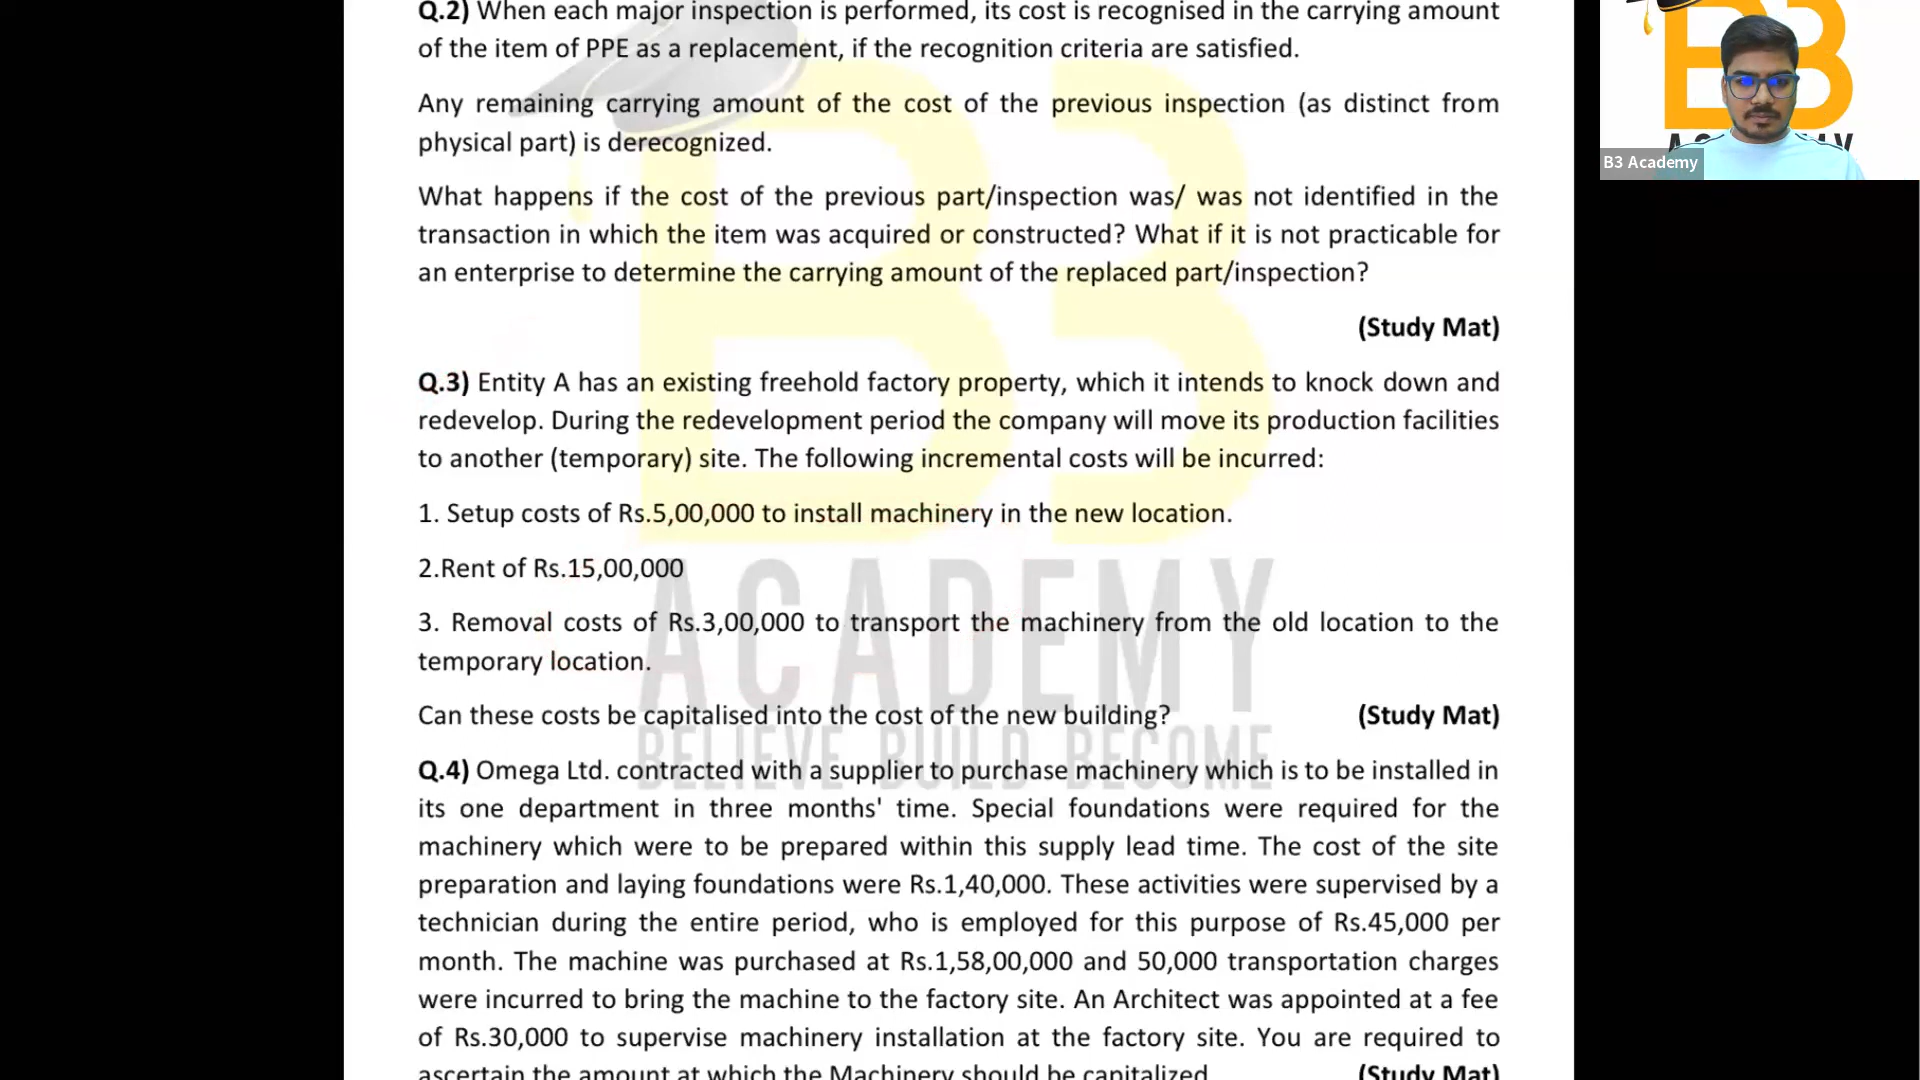 Q.2) When each major inspection is performed, its cost is recognised in the carrying amount
of the item of PPE as a replacement, if the recognition criteria are satisfied.
Any remaining carrying amount of the cost of the previous inspection (as distinct from
physical part) is derecognized.
What happens if the cost of the previous part/inspection was/ was not identified in the
transaction in which the item was acquired or constructed? What if it is not practicable for
an enterprise to determine the carrying amount of the replaced part/inspection?
(Study Mat)
Q.3) Entity A has an existing freehold factory property, which it intends to knock down and
redevelop. During the redevelopment period the company will move its production facilities
to another (temporary) site. The following incremental costs will be incurred:
1. Setup costs of Rs.5,00,000 to install machinery in the new location.
2.Rent of Rs.15,00,000
3. Removal costs of Rs.3,00,000 to transport the machinery from the old location to the
temporary location.
Can these costs be capitalised into the cost of the new building? (Study Mat)
Q.4) Omega Ltd. contracted with a supplier to purchase machinery which is to be installed in
its one department in three months' time. Special foundations were required for the
machinery which were to be prepared within this supply lead time. The cost of the site
preparation and laying foundations were Rs.1,40,000. These activities were supervised by a
technician during the entire period, who is employed for this purpose of Rs.45,000 per
month. The machine was purchased at Rs.1,58,00,000 and 50,000 transportation charges
were incurred to bring the machine to the factory site. An Architect was appointed at a fee
of Rs.30,000 to supervise machinery installation at the factory site. You are required to
ascertain the amount at which the Machinery should be capitalized (Study Mat)
B3
ACADEMY
BELIEVE BUILD BECOME
B3
B3 Academy